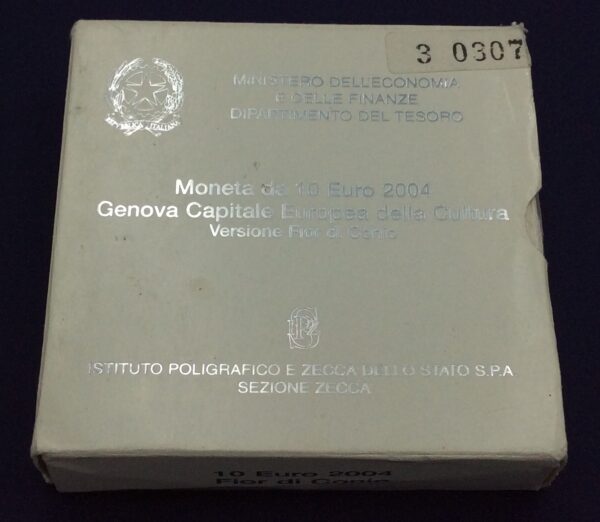 3 0307
REPVBBLICA ITALIANA
MINISTERO DELL'ECONOMIA
E DELLE FINANZE
DIPARTIMENTO DEL TESORO
Moneta da 10 Euro 2004
Genova Capitale Europea della Cultura
Versione Fior di Conio
ISTITUTO POLIGRAFICO E ZECCA DELLO STATO S.P.A
SEZIONE ZECCA
10 Euro 2004
Fior di Conio